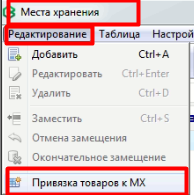 Места хранения
Редактирование Таблица Настрой
Добавить Ctrl+A
Редактировать Ctrl+Enter
Удалить Ctrl+D
Заместить Ctrl+S
Отмена замещения
Окончательное замещение
Привязка товаров к МХ